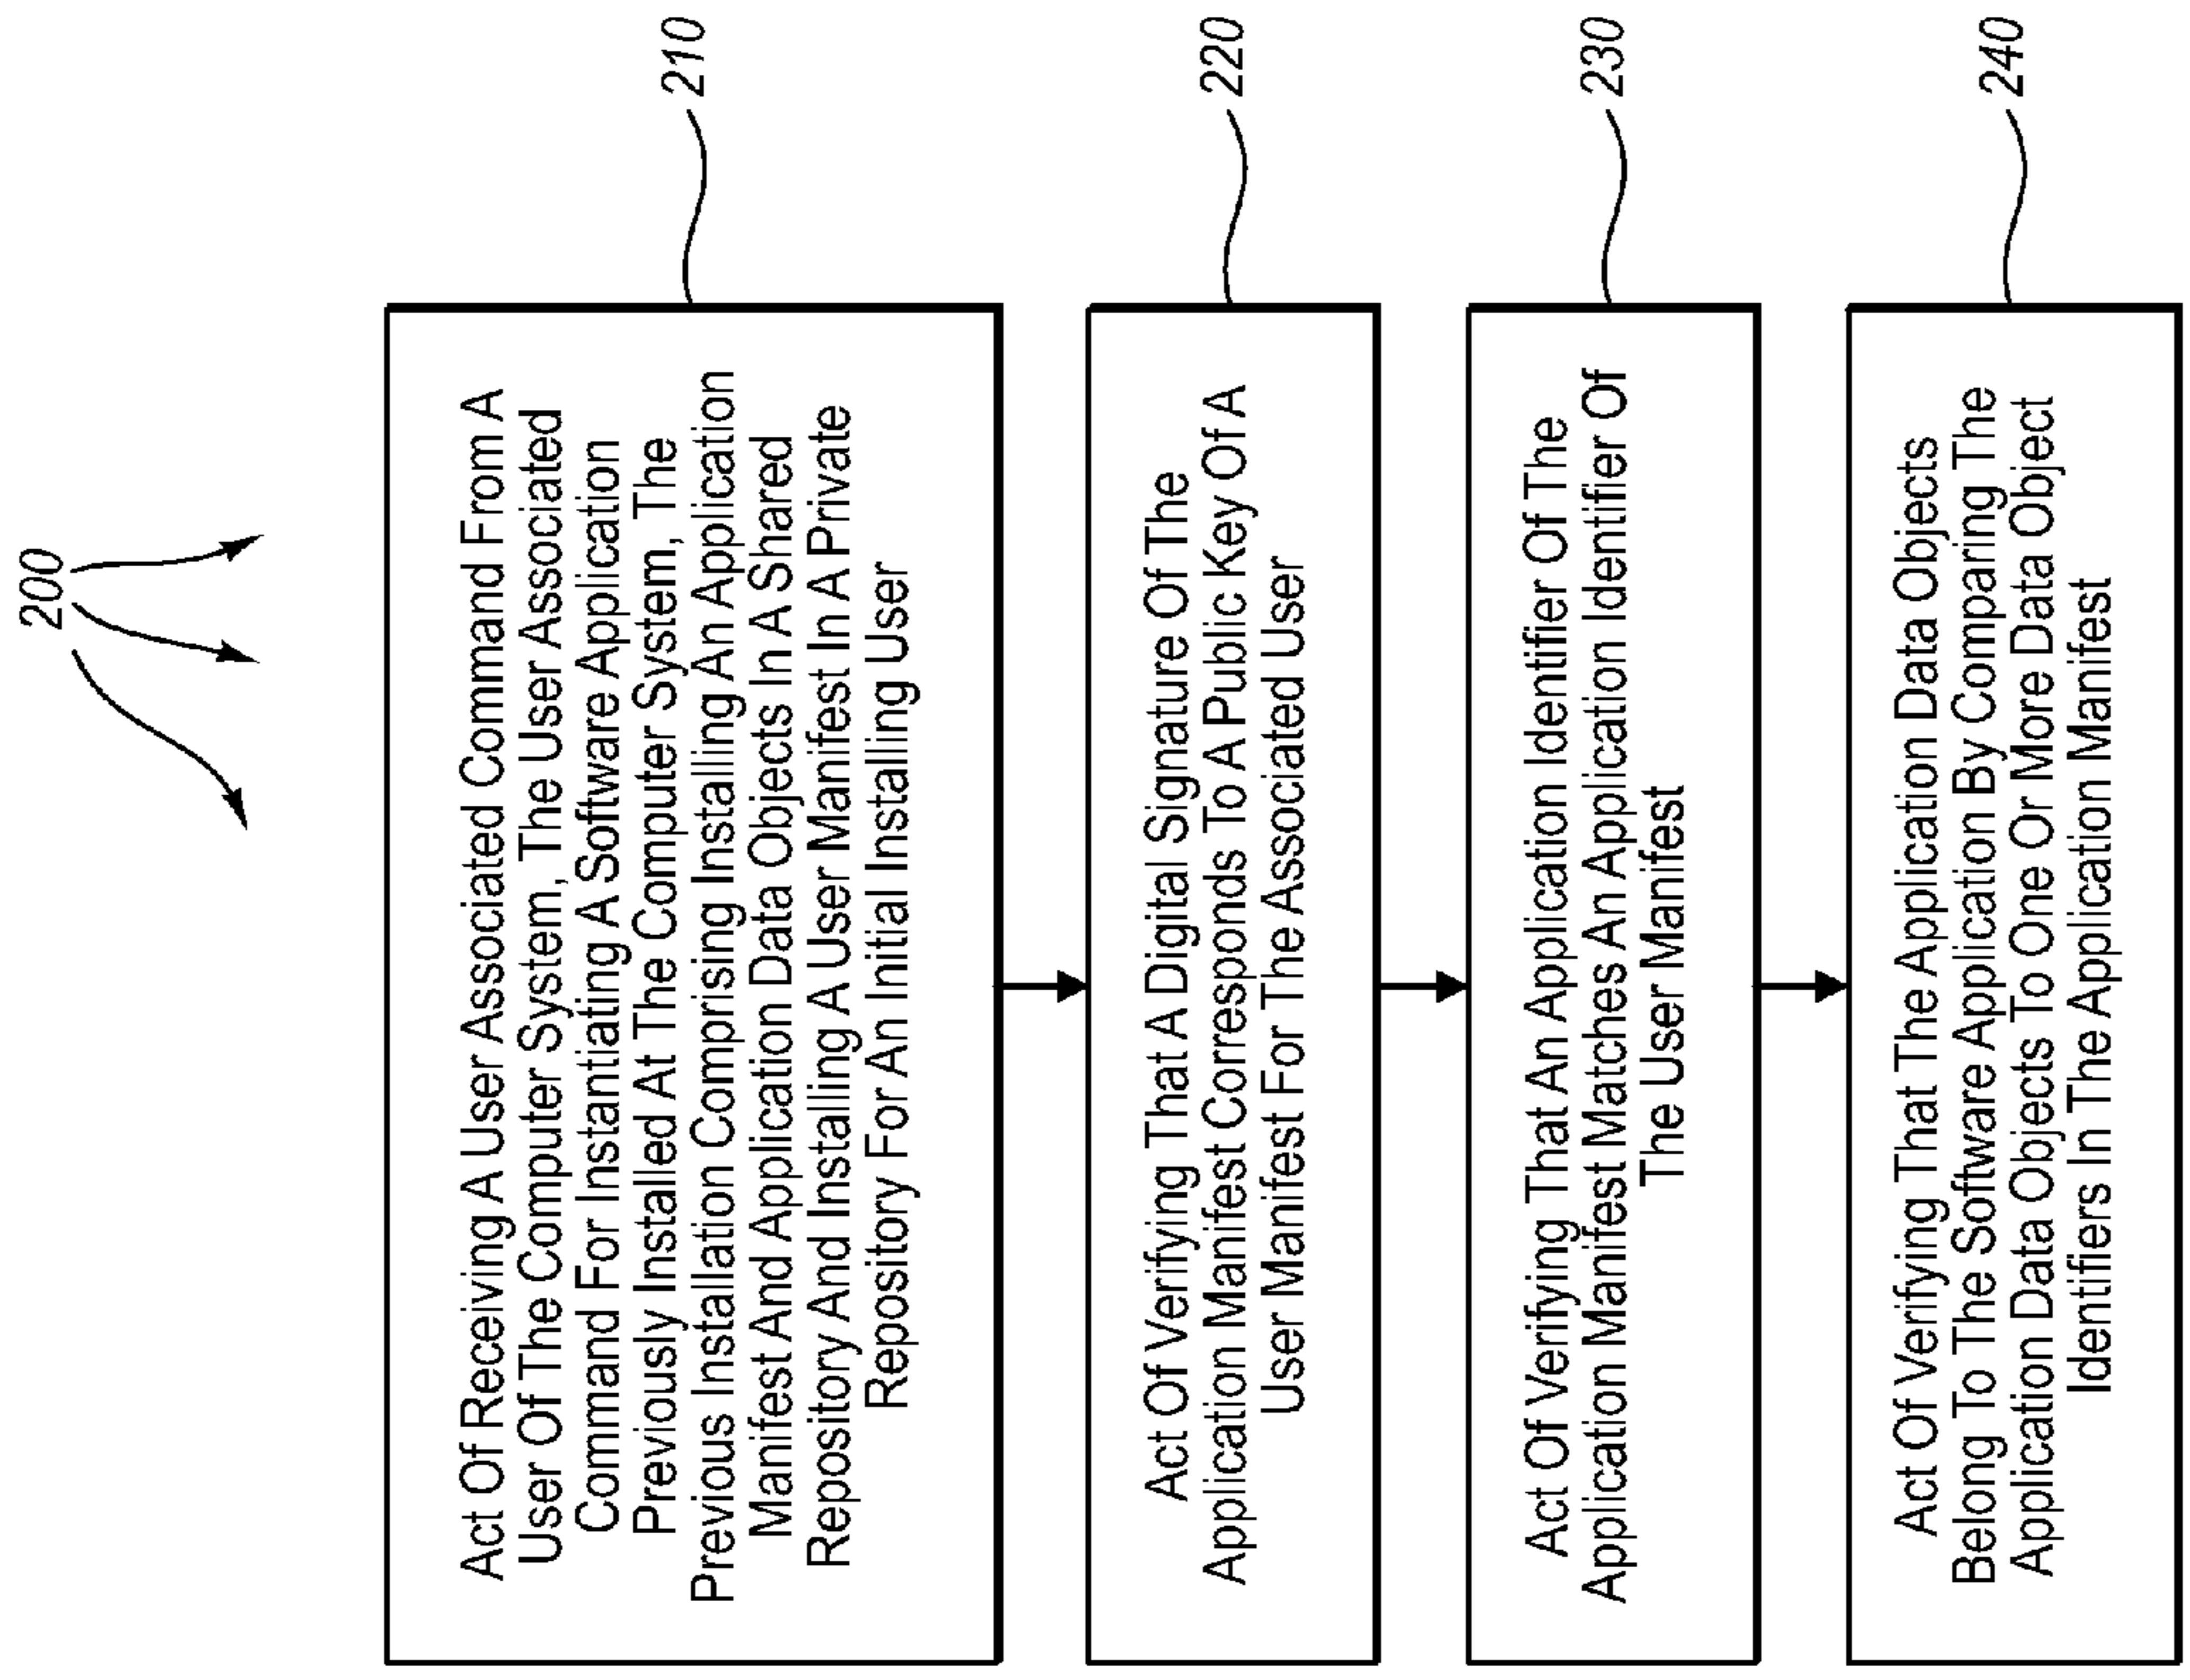 200
Act Of Receiving A User Associated Command From A
User Of The Computer System, The User Associated
Command For Instantiating A Software Application
Previously Installed At The Computer System, The
Previous Installation Comprising Installing An Application
Manifest And Application Data Objects In A Shared
Repository And Installing A User Manifest In A Private
Repository For An Initial Installing User
210
Act Of Verifying That A Digital Signature Of The
Application Manifest Corresponds To A Public Key Of A
User Manifest For The Associated User
220
Act Of Verifying That An Application Identifier Of The
Application Manifest Matches An Application Identifier Of
The User Manifest
230
Act Of Verifying That The Application Data Objects
Belong To The Software Application By Comparing The
Application Data Objects To One Or More Data Object
Identifiers In The Application Manifest
240